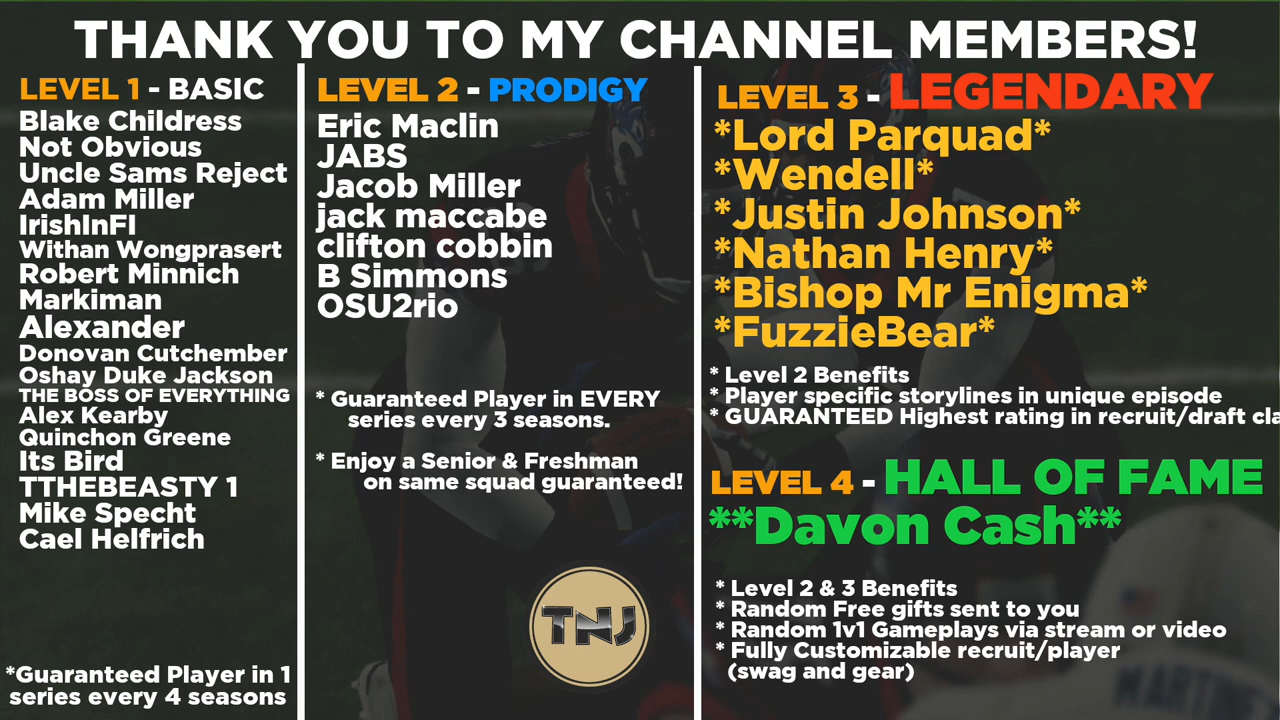 THANK YOU TO MY CHANNEL MEMBERS!
LEVEL 1 - BASIC
Blake Childress
Not Obvious
Uncle Sams Reject
Adam Miller
IrishInFl
Withan Wongprasert
Robert Minnich
Markiman
Alexander
Donovan Cutchember
Oshay Duke Jackson
THE BOSS OF EVERYTHING
Alex Kearby
Quinchon Greene
Its Bird
TTHEBEASTY 1
Mike Specht
Cael Helfrich
*Guaranteed Player in 1
series every 4 seasons
LEVEL 2 - PRODIGY
Eric Maclin
JABS
Jacob Miller
jack maccabe
clifton cobbin
B Simmons
OSU2rio
* Guaranteed Player in EVERY
series every 3 seasons.
* Enjoy a Senior & Freshman
on same squad guaranteed!
TNJ
LEVEL 3 - LEGENDARY
*Lord Parquad*
*Wendell*
*Justin Johnson*
*Nathan Henry*
*Bishop Mr Enigma*
*FuzzieBear*
* Level 2 Benefits
* Player specific storylines in unique episode
* GUARANTEED Highest rating in recruit/draft cla
LEVEL 4 - HALL OF FAME
**Davon Cash**
* Level 2 & 3 Benefits
* Random Free gifts sent to you
* Random 1v1 Gameplays via stream or video
* Fully Customizable recruit/player
(swag and gear)